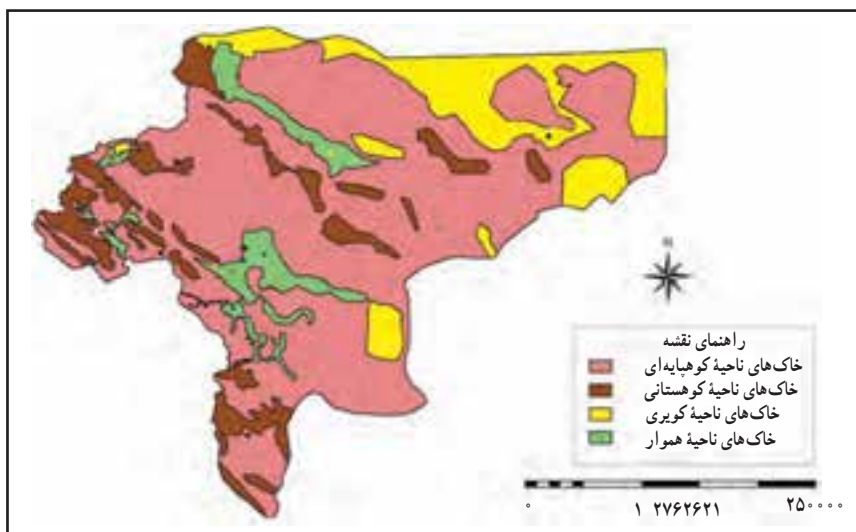 N
راهنمای نقشه
خاک‌های ناحیهٔ کوهپایه‌ای
خاک‌های ناحیهٔ کوهستانی
خاک‌های ناحیهٔ کویری
خاک‌های ناحیهٔ هموار
۰ ۱ ۲۷۶۲۶۲۱ ۲۵۰۰۰۰